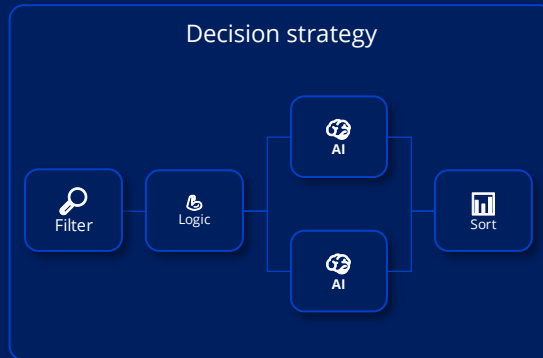 Decision strategy
Filter
Logic
AI
AI
Sort